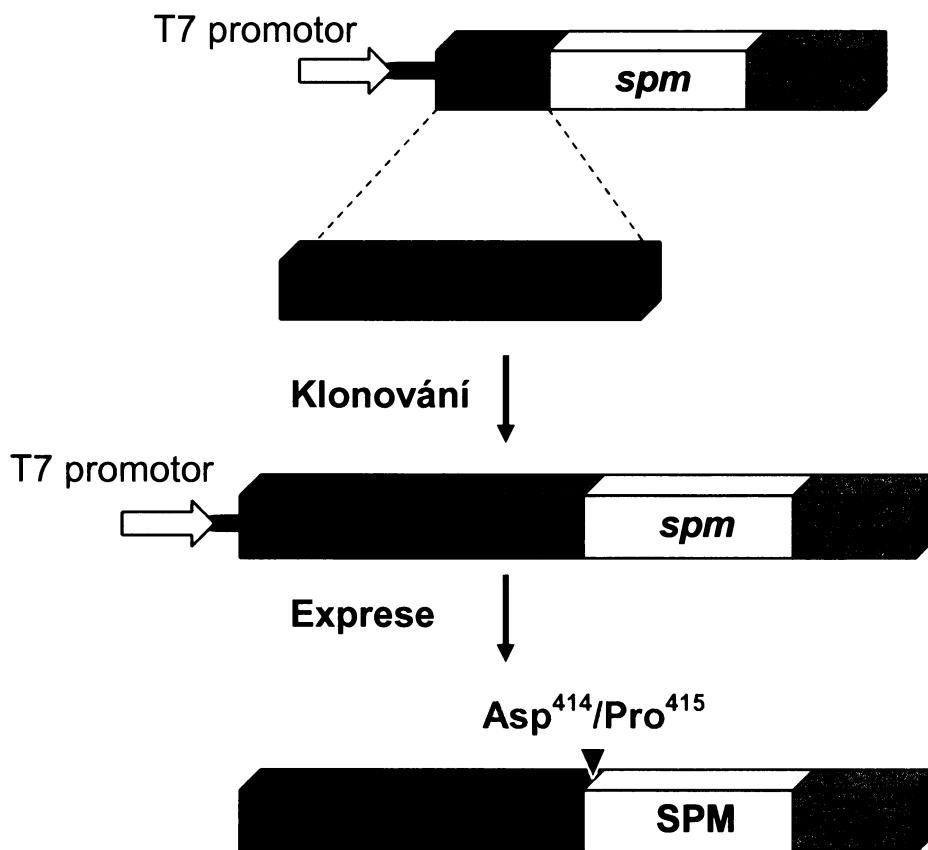 T7 promotor
spm
Klonování
T7 promotor
spm
Exprese
Asp⁴¹⁴/Pro⁴¹⁵
SPM